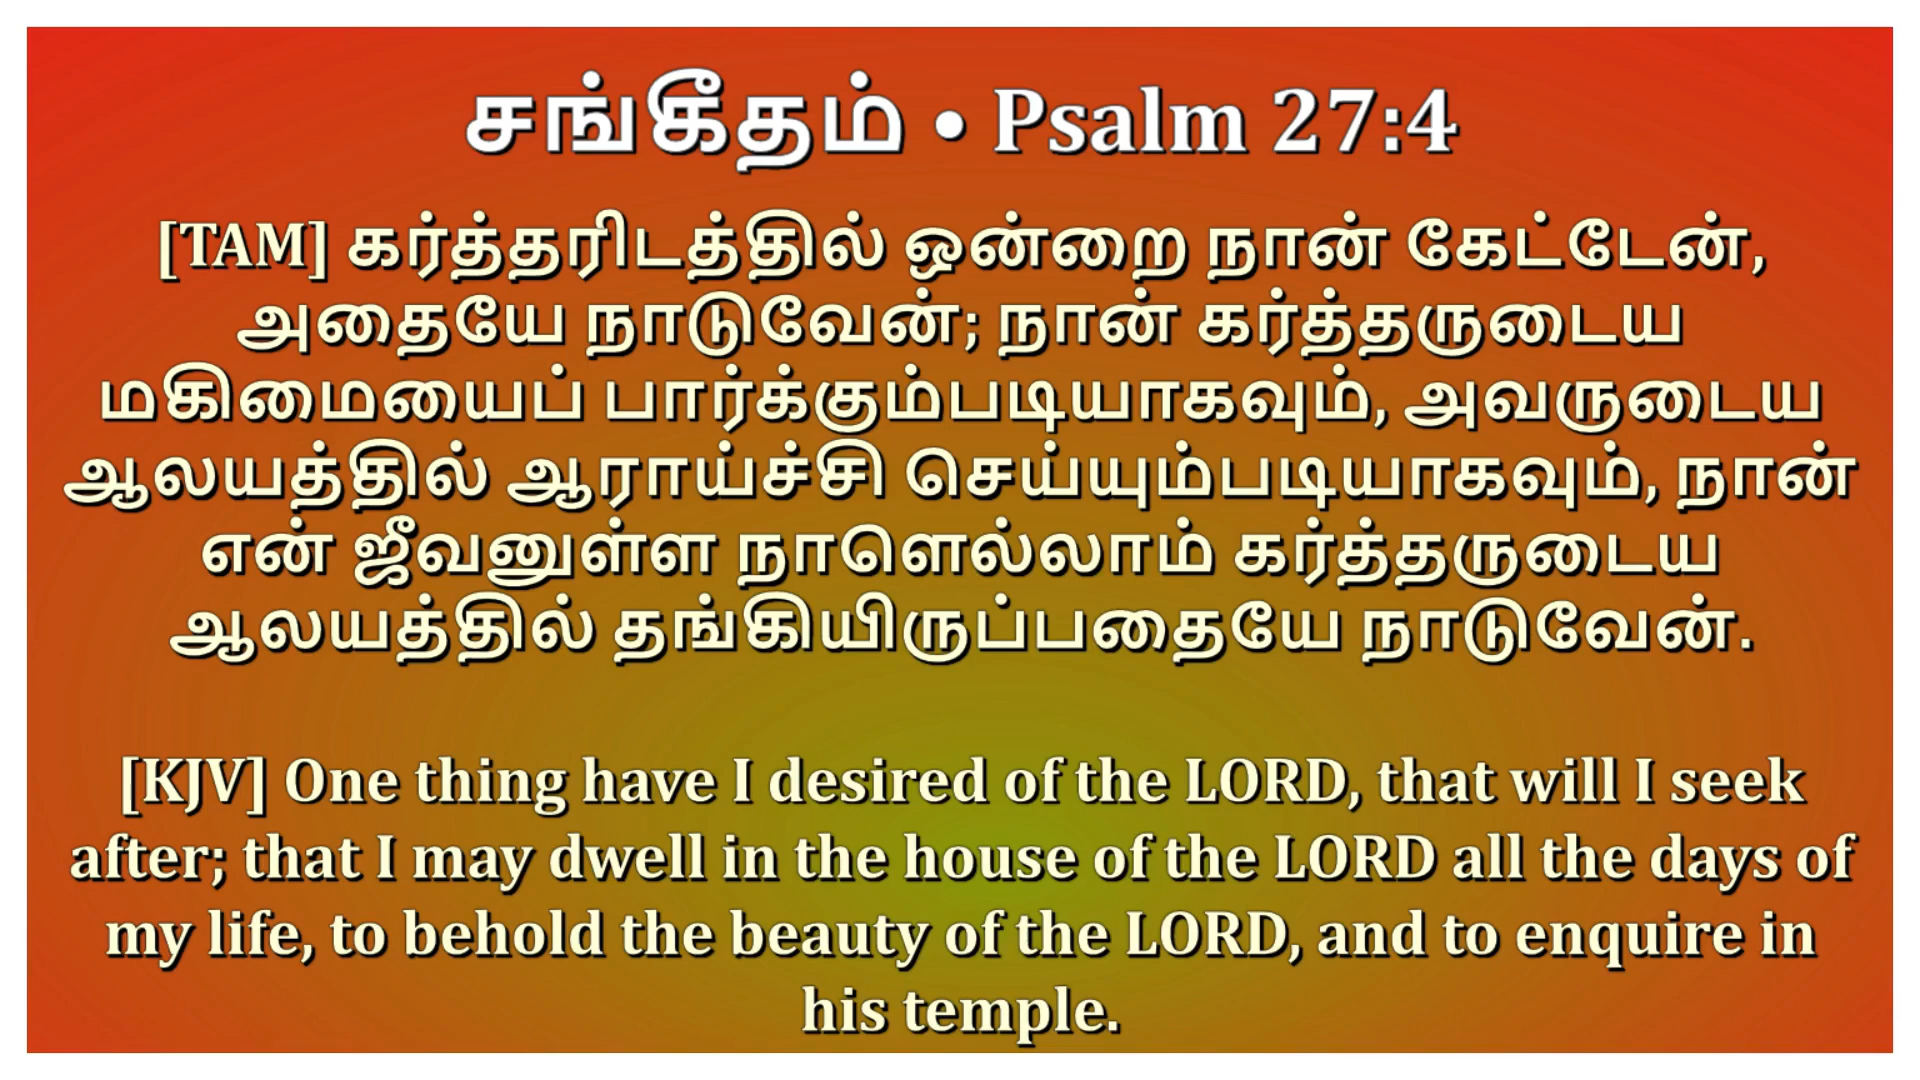 சங்கீதம் • Psalm 27:4
[TAM] கர்த்தரிடத்தில் ஒன்றை நான் கேட்டேன்,
அதையே நாடுவேன்; நான் கர்த்தருடைய
மகிமையைப் பார்க்கும்படியாகவும், அவருடைய
ஆலயத்தில் ஆராய்ச்சி செய்யும்படியாகவும், நான்
என் ஜீவனுள்ள நாளெல்லாம் கர்த்தருடைய
ஆலயத்தில் தங்கியிருப்பதையே நாடுவேன்.
[KJV] One thing have I desired of the LORD, that will I seek
after; that I may dwell in the house of the LORD all the days of
my life, to behold the beauty of the LORD, and to enquire in
his temple.